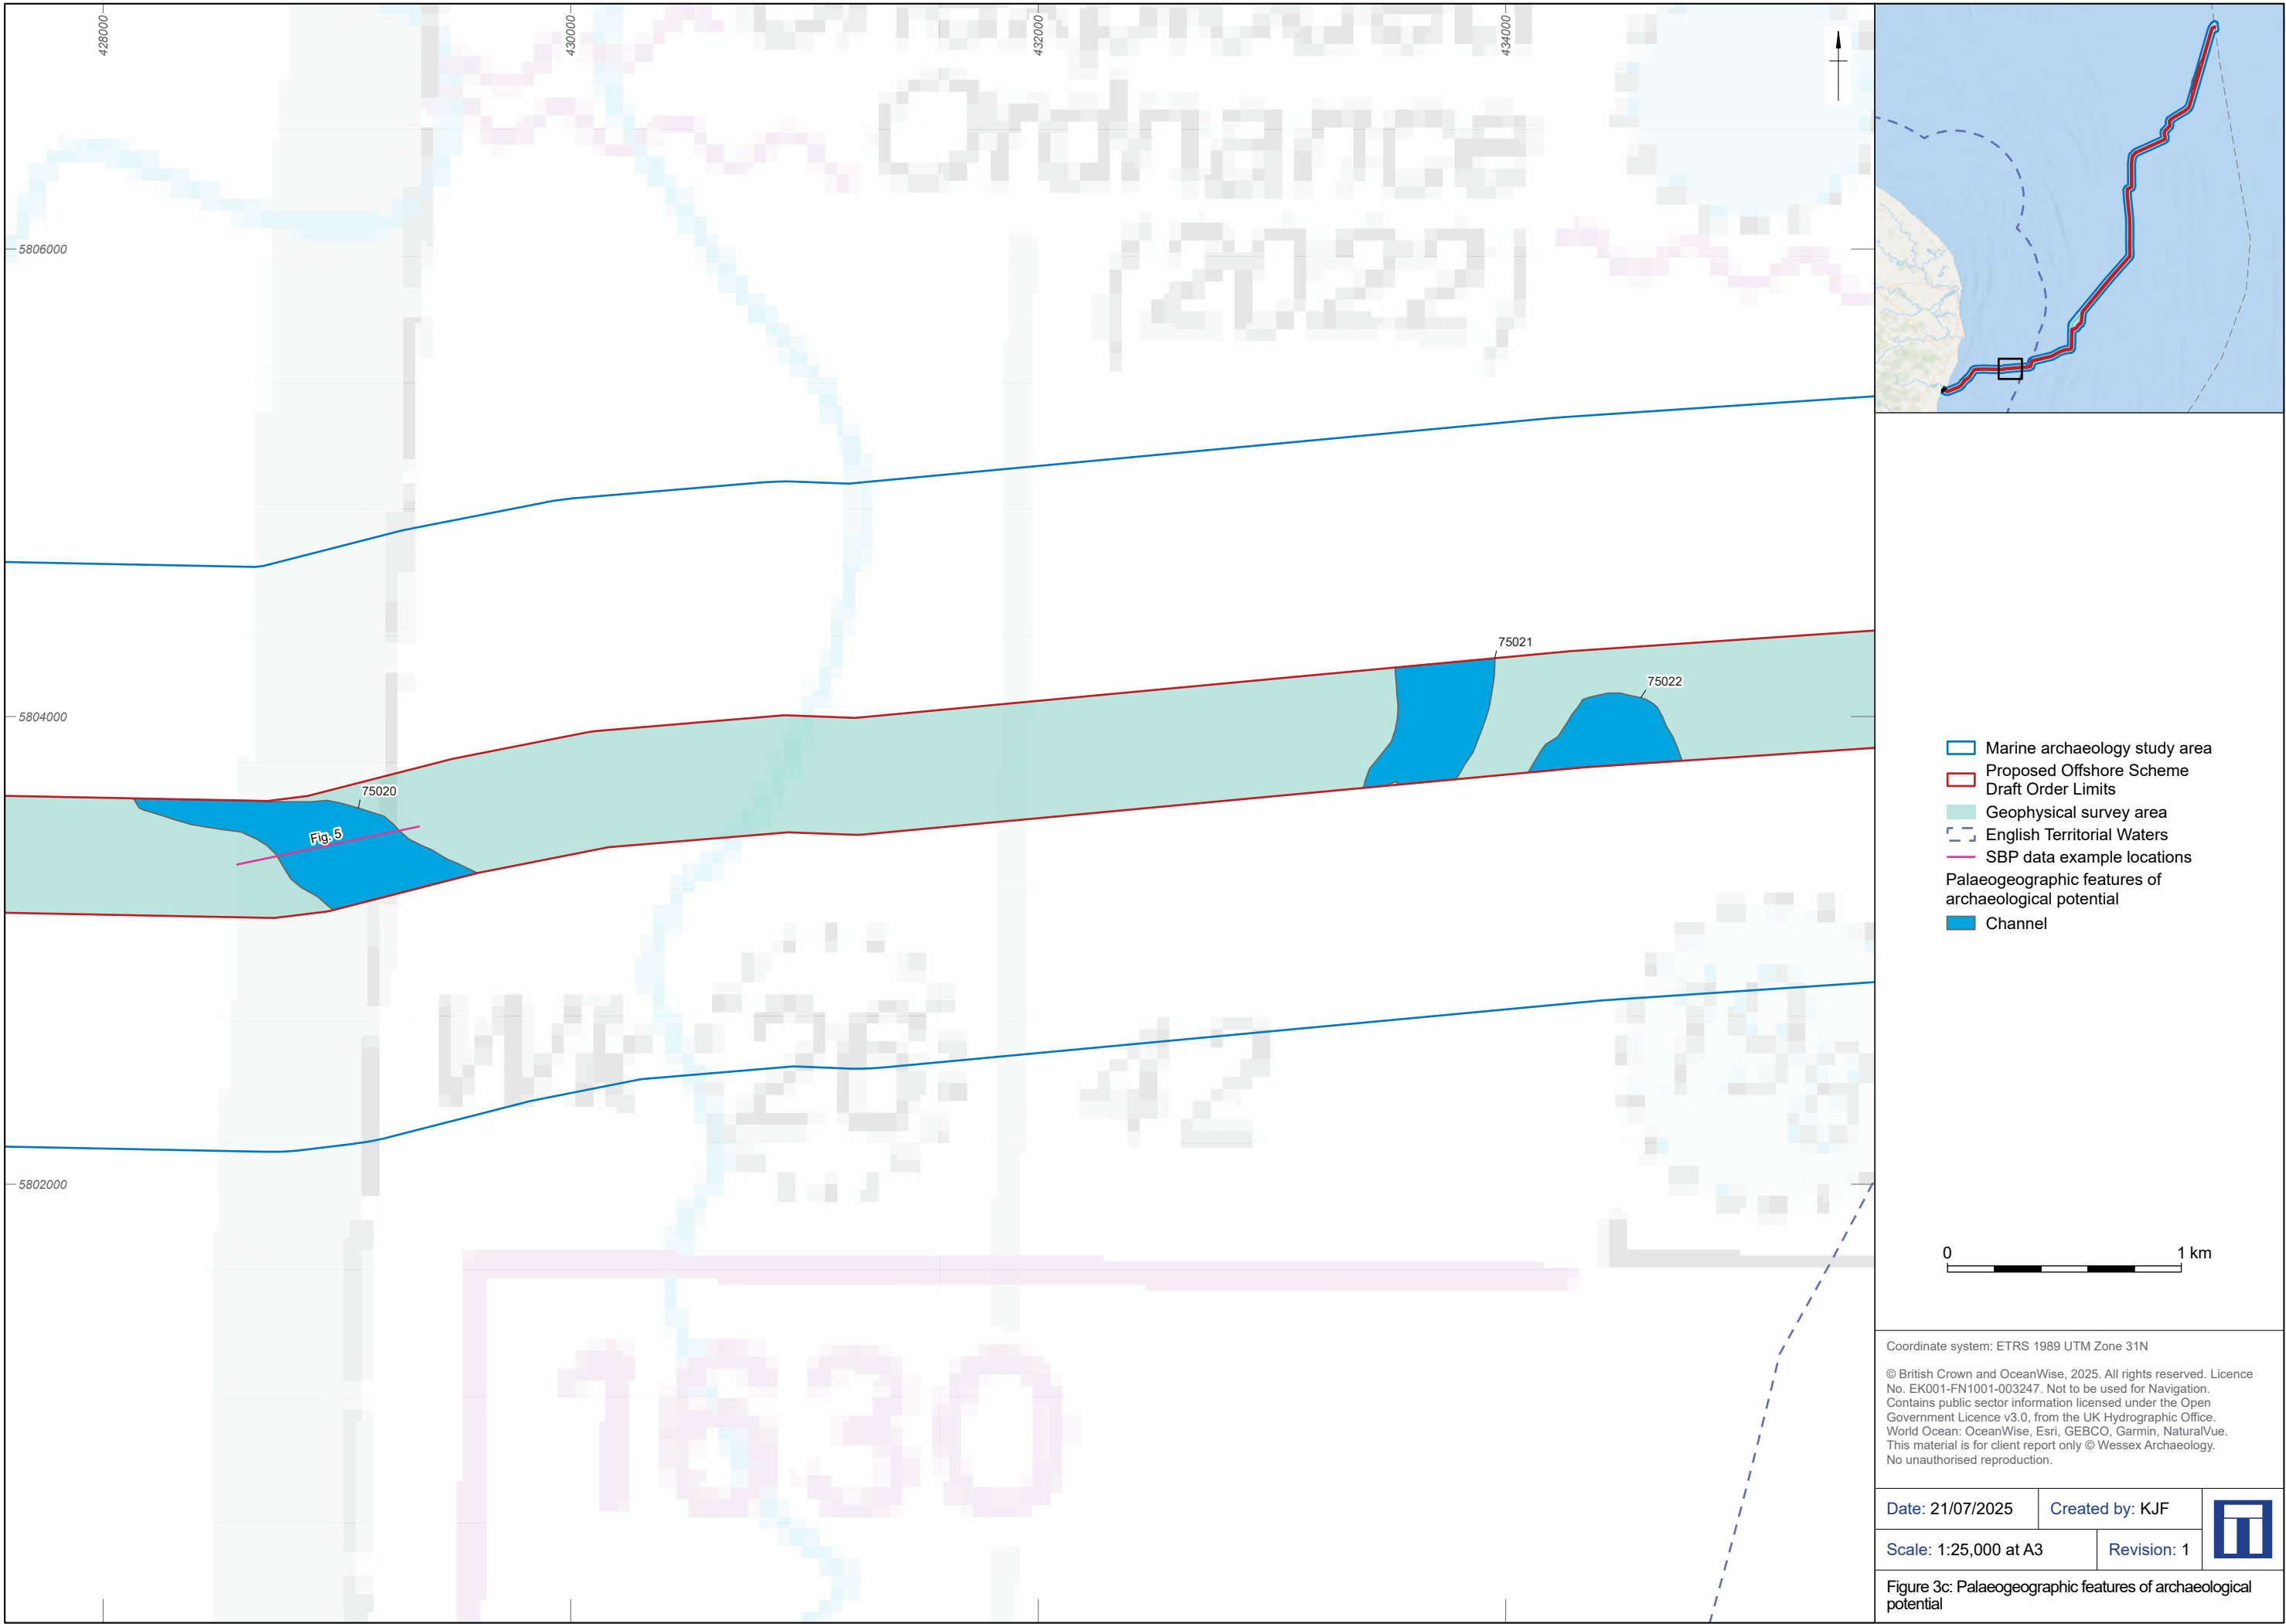 428000
430000
432000
434000
Ordnance
(2022)
5806000
5804000
5802000
75020
Fig. 5
75021
75022
Wk
26
42
1630
Marine archaeology study area
Proposed Offshore Scheme
Draft Order Limits
Geophysical survey area
English Territorial Waters
SBP data example locations
Palaeogeographic features of
archaeological potential
Channel
0 1 km
Coordinate system: ETRS 1989 UTM Zone 31N
© British Crown and OceanWise, 2025. All rights reserved. Licence
No. EK001-FN1001-003247. Not to be used for Navigation.
Contains public sector information licensed under the Open
Government Licence v3.0, from the UK Hydrographic Office.
World Ocean: OceanWise, Esri, GEBCO, Garmin, NaturalVue.
This material is for client report only © Wessex Archaeology.
No unauthorised reproduction.
Date: 21/07/2025
Created by: KJF
Scale: 1:25,000 at A3
Revision: 1
Figure 3c: Palaeogeographic features of archaeological
potential